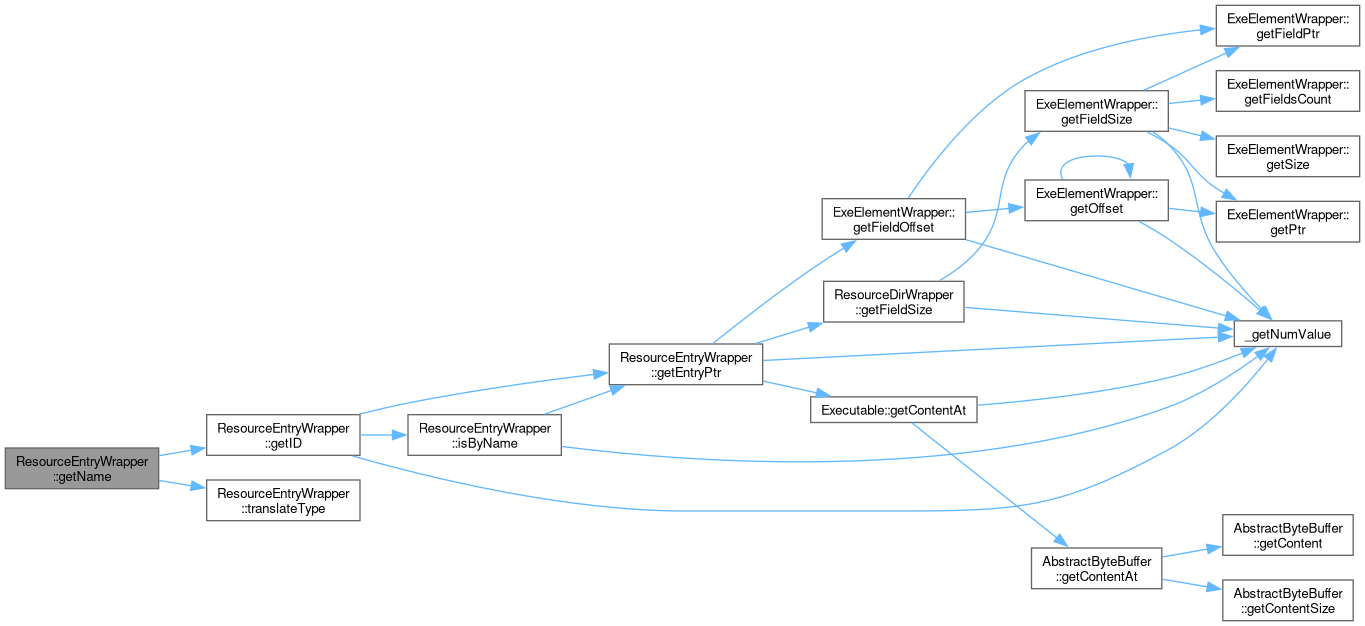 ResourceEntryWrapper
::getName
ResourceEntryWrapper
::getID
ResourceEntryWrapper
::translateType
ResourceEntryWrapper
::isByName
ResourceEntryWrapper
::getEntryPtr
ExeElementWrapper::
getFieldOffset
ResourceDirWrapper
::getFieldSize
Executable::getContentAt
ExeElementWrapper::
getFieldSize
ExeElementWrapper::
getOffset
AbstractByteBuffer
::getContentAt
ExeElementWrapper::
getFieldPtr
ExeElementWrapper::
getFieldsCount
ExeElementWrapper::
getSize
ExeElementWrapper::
getPtr
_getNumValue
AbstractByteBuffer
::getContent
AbstractByteBuffer
::getContentSize